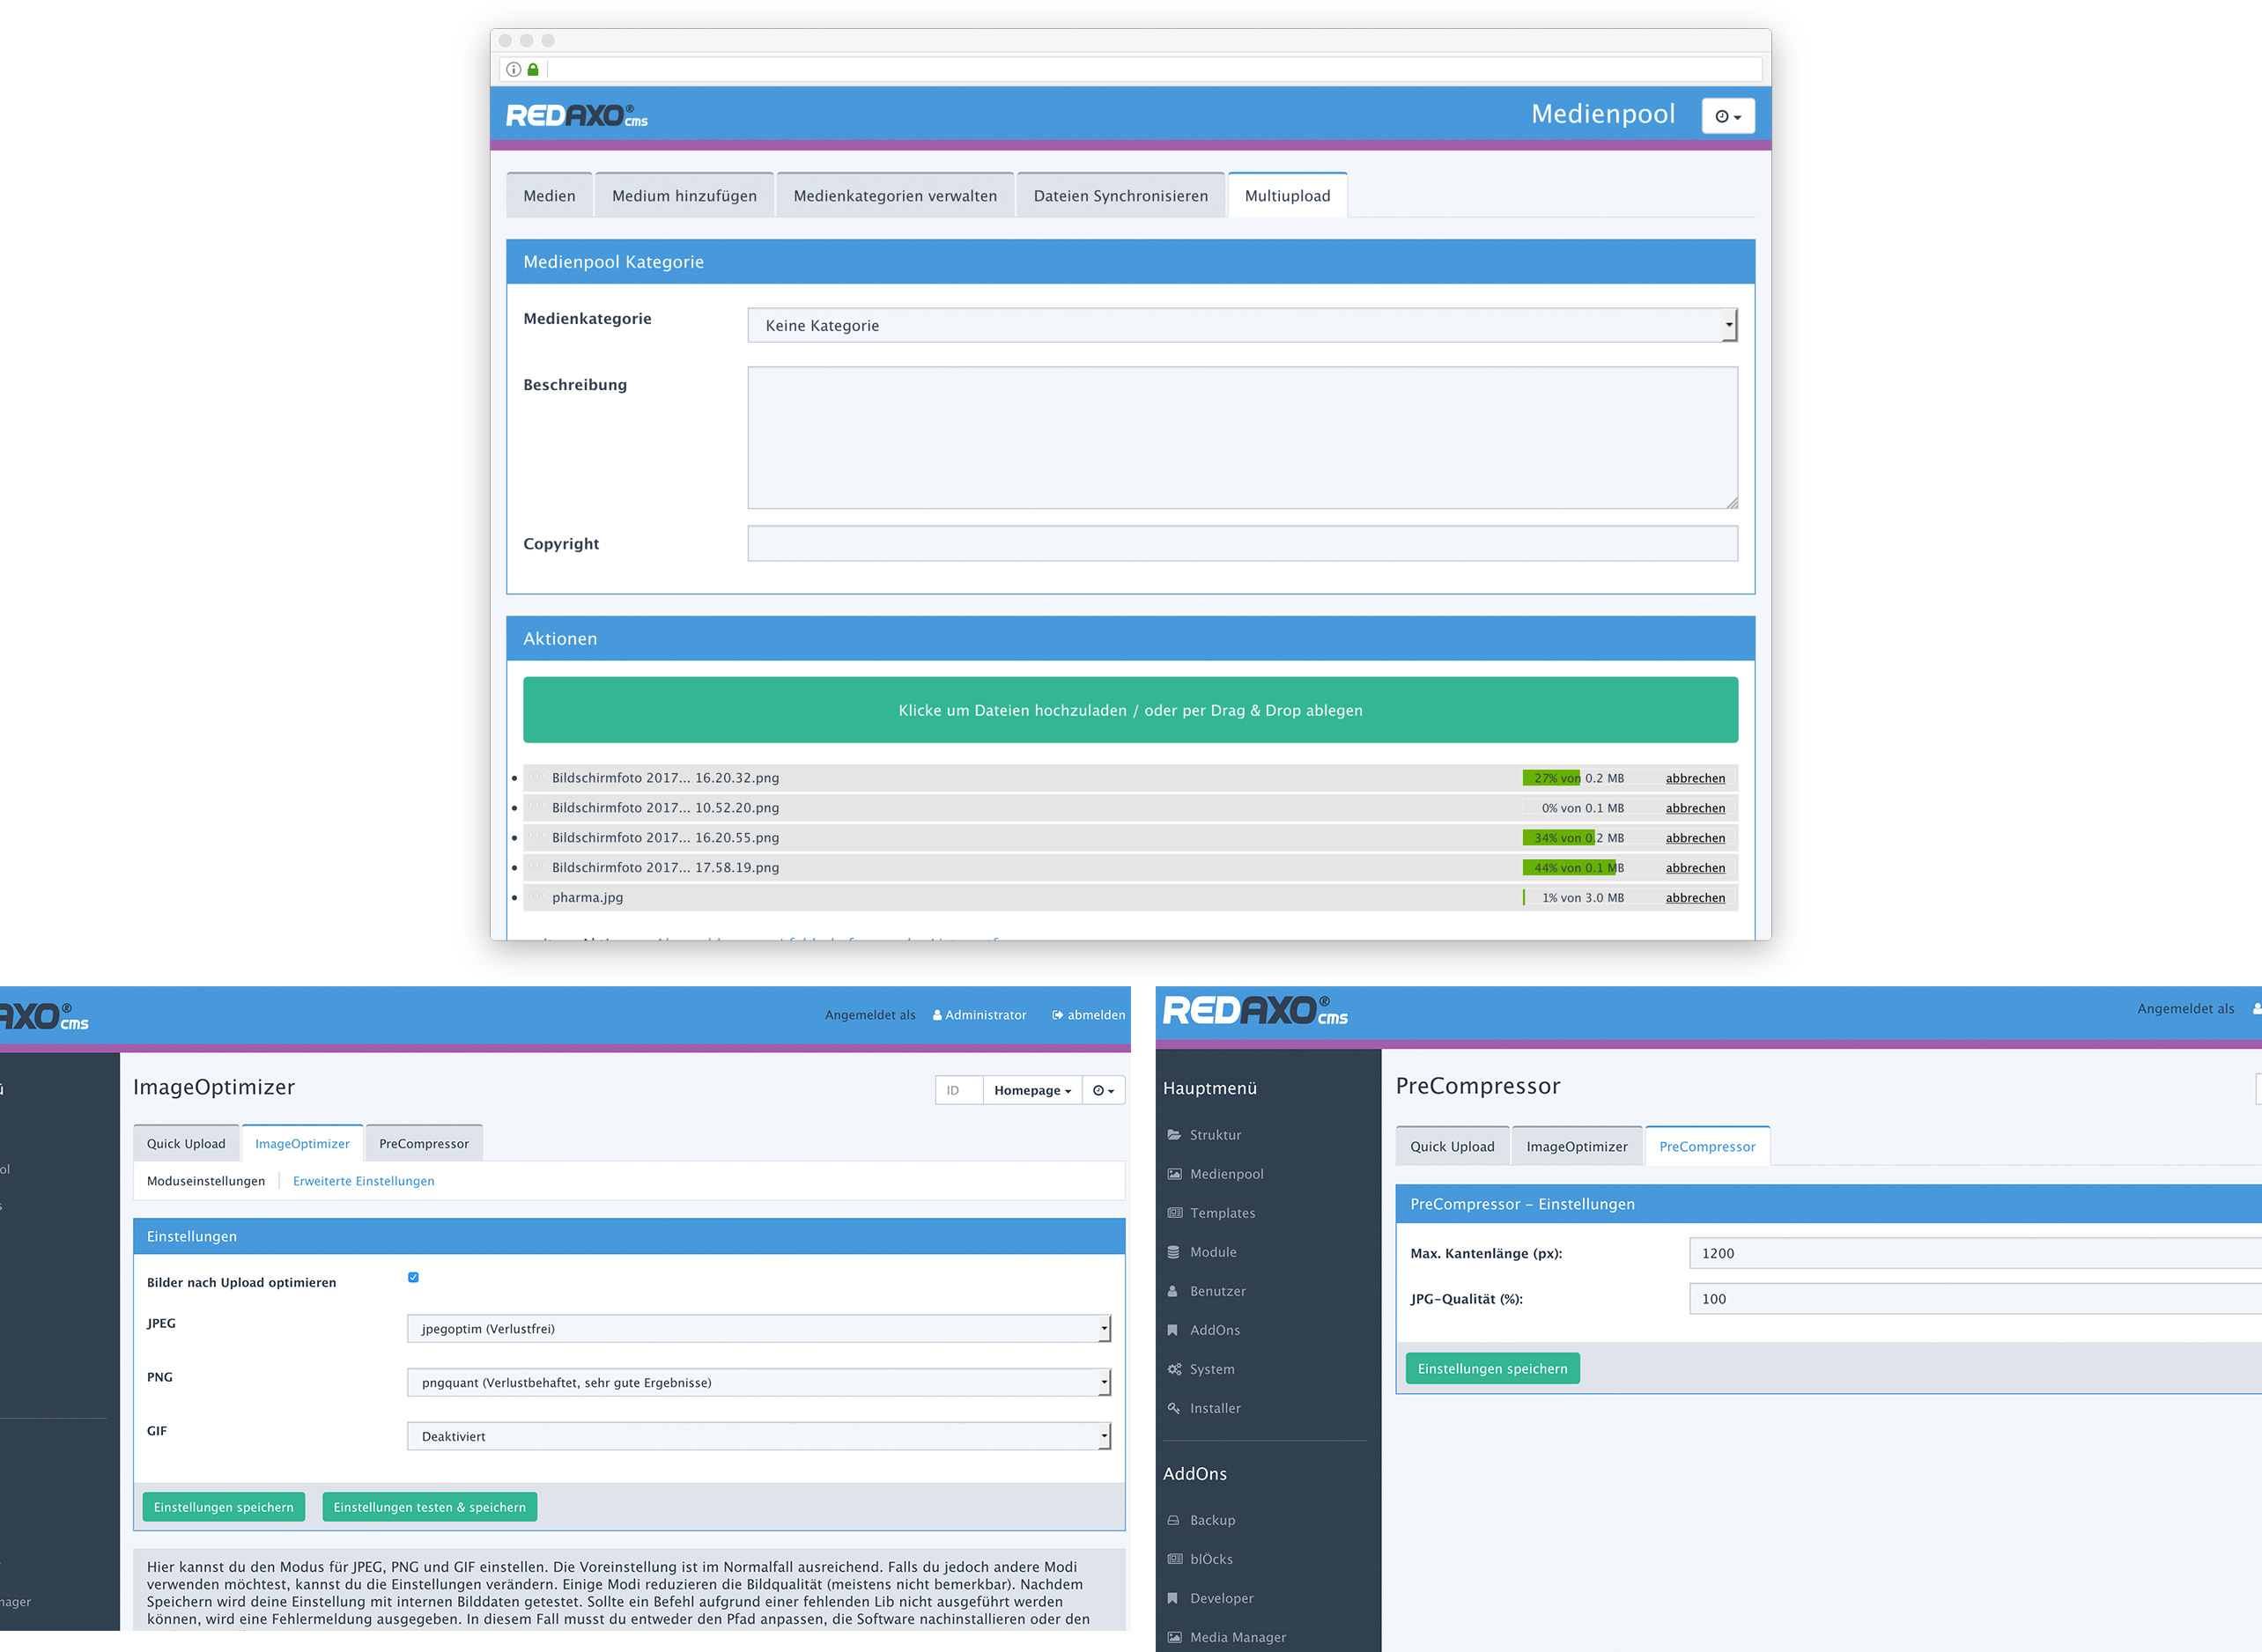 REDAXO® cms
Medienpool
Medien
Medium hinzufügen
Medienkategorien verwalten
Dateien Synchronisieren
Multiupload
Medienpool Kategorie
Medienkategorie
Keine Kategorie
Beschreibung
Copyright
Aktionen
Klicke um Dateien hochzuladen / oder per Drag & Drop ablegen
Bildschirmfoto 2017... 16.20.32.png 27% von 0.2 MB abbrechen
Bildschirmfoto 2017... 10.52.20.png 0% von 0.1 MB abbrechen
Bildschirmfoto 2017... 16.20.55.png 34% von 0.2 MB abbrechen
Bildschirmfoto 2017... 17.58.19.png 44% von 0.1 MB abbrechen
pharma.jpg 1% von 3.0 MB abbrechen
AXO® cms
Angemeldet als Administrator abmelden
ImageOptimizer
ID
Homepage
Quick Upload
ImageOptimizer
PreCompressor
Moduseinstellungen
Erweiterte Einstellungen
Einstellungen
Bilder nach Upload optimieren
JPEG
jpegoptim (Verlustfrei)
PNG
pngquant (Verlustbehaftet, sehr gute Ergebnisse)
GIF
Deaktiviert
Einstellungen speichern
Einstellungen testen & speichern
Hier kannst du den Modus für JPEG, PNG und GIF einstellen. Die Voreinstellung ist im Normalfall ausreichend. Falls du jedoch andere Modi
verwenden möchtest, kannst du die Einstellungen verändern. Einige Modi reduzieren die Bildqualität (meistens nicht bemerkbar). Nachdem
Speichern wird deine Einstellung mit internen Bilddaten getestet. Sollte ein Befehl aufgrund einer fehlenden Lib nicht ausgeführt werden
können, wird eine Fehlermeldung ausgegeben. In diesem Fall musst du entweder den Pfad anpassen, die Software nachinstallieren oder den
nager
REDAXO® cms
Angemeldet als
Hauptmenü
Struktur
Medienpool
Templates
Module
Benutzer
AddOns
System
Installer
AddOns
Backup
blÖcks
Developer
Media Manager
PreCompressor
Quick Upload
ImageOptimizer
PreCompressor
PreCompressor – Einstellungen
Max. Kantenlänge (px):
1200
JPG-Qualität (%):
100
Einstellungen speichern